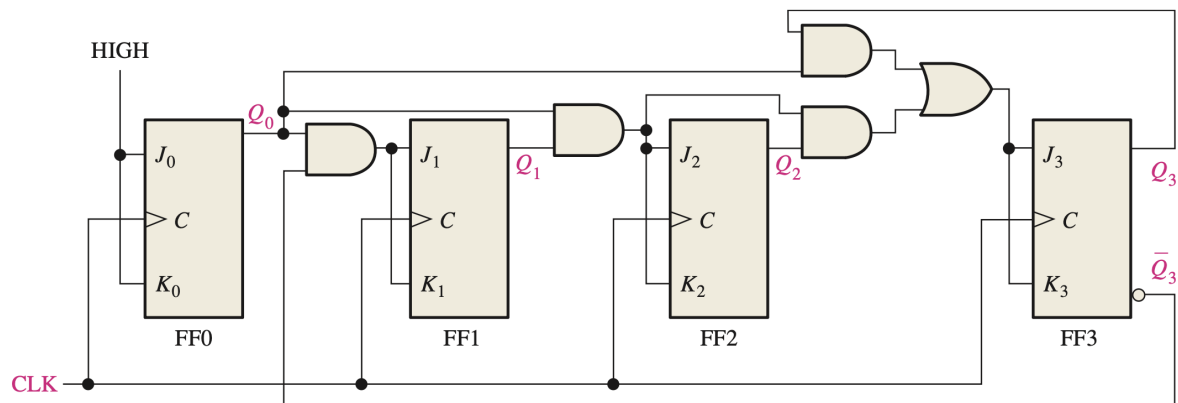 HIGH
Q₀
J₀
C
K₀
FF0
J₁
C
K₁
FF1
Q₁
J₂
C
K₂
FF2
Q₂
J₃
C
K₃
FF3
Q₃
Q̅₃
CLK